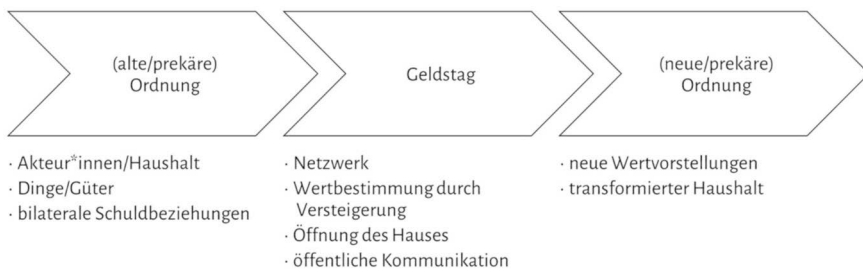 (alte/prekäre)
Ordnung
Geldstag
(neue/prekäre)
Ordnung
· Akteur*innen/Haushalt
· Dinge/Güter
· bilaterale Schuldbeziehungen
· Netzwerk
· Wertbestimmung durch
Versteigerung
· Öffnung des Hauses
· öffentliche Kommunikation
· neue Wertvorstellungen
· transformierter Haushalt